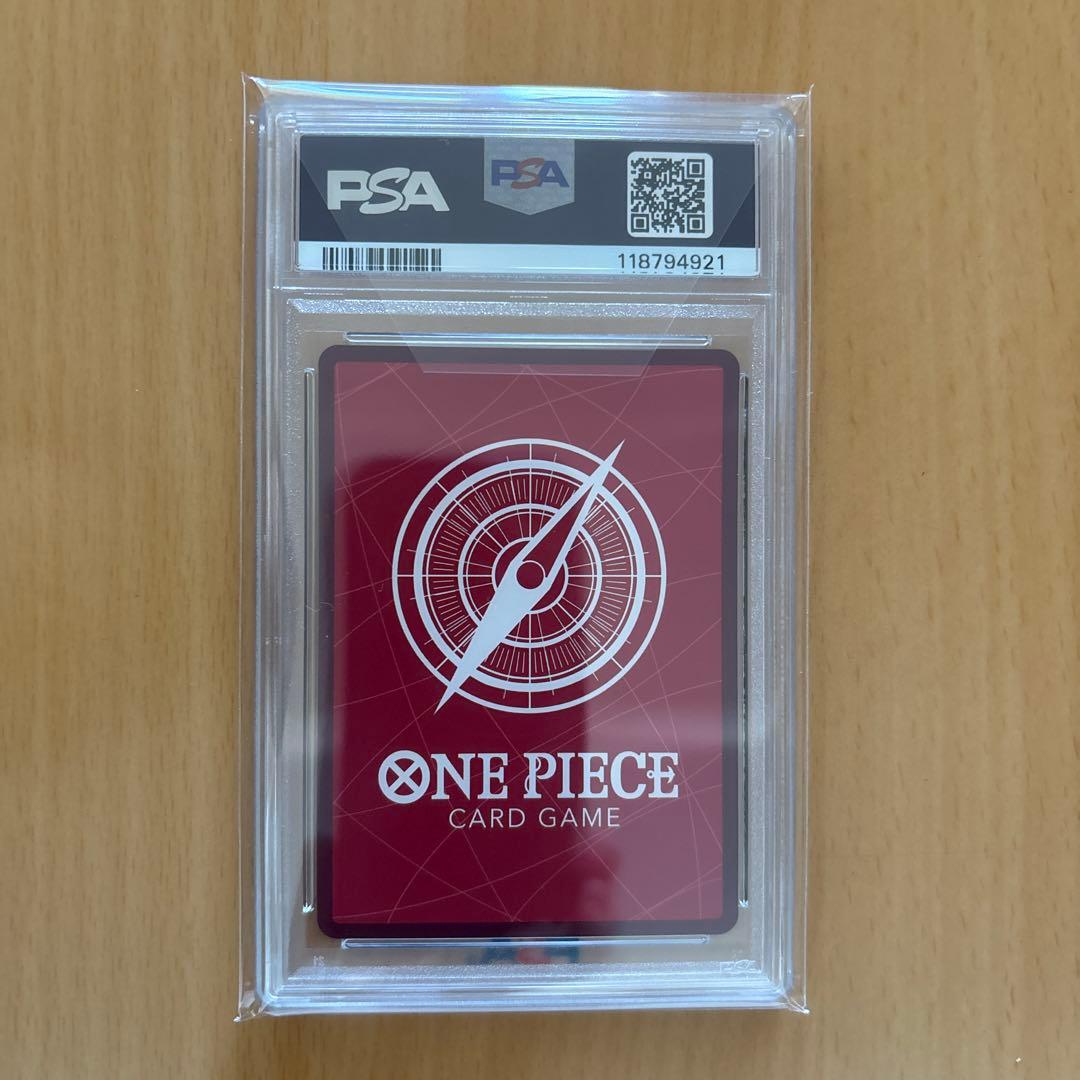 PSA
PSA
118794921
ONE PIECE
CARD GAME